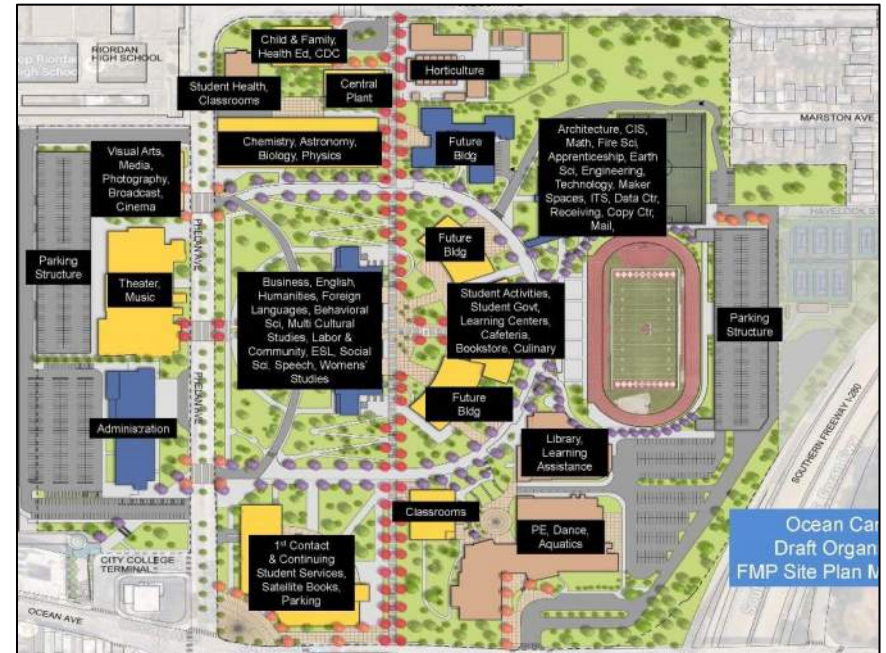 RIORDAN
HIGH SCHOOL
Child & Family,
Health Ed, CDC
Horticulture
Student Health,
Classrooms
Central
Plant
MARSTON AVE
Visual Arts,
Media,
Photography,
Broadcast,
Cinema
Chemistry, Astronomy,
Biology, Physics
Future
Bldg
Architecture, CIS,
Math, Fire Sci,
Apprenticeship, Earth
Sci, Engineering,
Technology, Maker
Spaces, ITS, Data Ctr,
Receiving, Copy Ctr,
Mail,
PHELAN AVE
Parking
Structure
Theater,
Music
Future
Bldg
Business, English,
Humanities, Foreign
Languages, Behavioral
Sci, Multi Cultural
Studies, Labor &
Community, ESL, Social
Sci, Speech, Womens'
Studies
Student Activities,
Student Govt,
Learning Centers,
Cafeteria,
Bookstore, Culinary
Parking
Structure
PHELAN AVE
Future
Bldg
Administration
Library,
Learning
Assistance
SOUTHERN FREEWAY I-280
Classrooms
PE, Dance,
Aquatics
1st Contact
& Continuing
Student Services,
Satellite Books,
Parking
CITY COLLEGE
TERMINAL
OCEAN AVE
Ocean Ca
Draft Organ
FMP Site Plan M